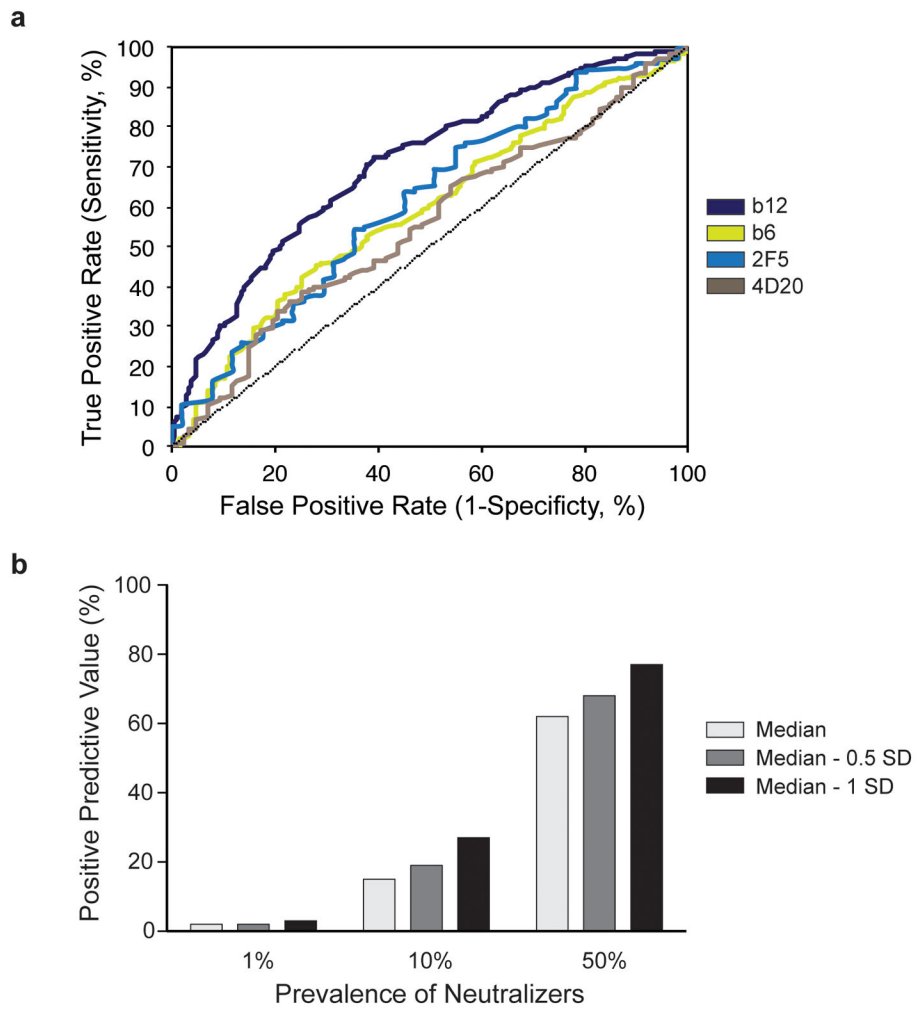 a
True Positive Rate (Sensitivity, %)
100
90
80
70
60
50
40
30
20
10
0
0 20 40 60 80 100
False Positive Rate (1-Specificty, %)
b12
b6
2F5
4D20
b
Positive Predictive Value (%)
100
80
60
40
20
0
1% 10% 50%
Prevalence of Neutralizers
Median
Median - 0.5 SD
Median - 1 SD